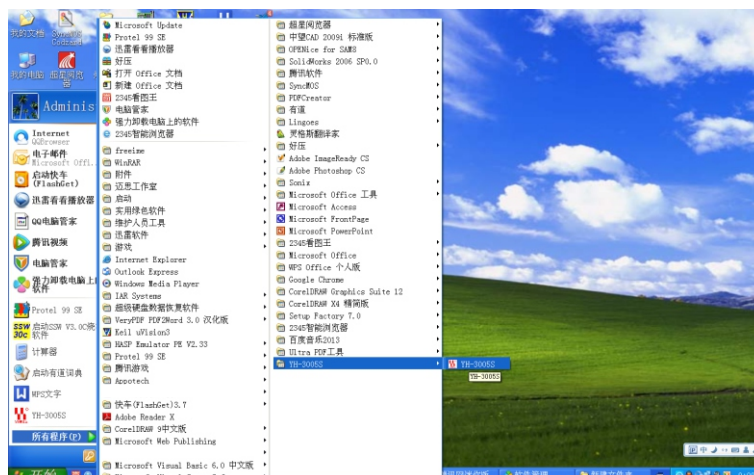 我的文档
我的电脑
Adminis
Internet
QQBrowser
电子邮件
Microsoft Offi..
启动快车
(FlashGet)
迅雷看看播放器
QQ电脑管家
腾讯视频
电脑管家
强力卸载电脑上的
软件
Protel 99 SE
启动SSW V3.0C烧
软件
计算器
启动有道词典
WPS文字
YH-3005S
所有程序(P)
Microsoft Update
Protel 99 SE
迅雷看看播放器
好压
打开 Office 文档
新建 Office 文档
2345看图王
电脑管家
强力卸载电脑上的软件
2345智能浏览器
freeime
WinRAR
附件
迈思工作室
启动
实用绿色软件
维护人员工具
迅雷软件
游戏
Internet Explorer
Outlook Express
Windows Media Player
IAR Systems
超级硬盘数据恢复软件
VeryPDF PDF2Word 3.0 汉化版
Keil uVision3
HASP Emulator PE V2.33
Protel 99 SE
腾讯游戏
Appotech
快车(FlashGet)3.7
Adobe Reader X
CorelDRAW 9中文版
Microsoft Web Publishing
Microsoft Visual Basic 6.0 中文版
超星阅览器
中望CAD 2009i 标准版
OPENice for SAM8
SolidWorks 2006 SP0.0
腾讯软件
SyncMOS
PDFCreator
有道
Lingoes
灵格斯翻译家
好压
Adobe ImageReady CS
Adobe Photoshop CS
Sonix
Microsoft Office 工具
Microsoft Access
Microsoft FrontPage
Microsoft PowerPoint
2345看图王
Microsoft Office
WPS Office 个人版
Google Chrome
CorelDRAW Graphics Suite 12
CorelDRAW X4 精简版
Setup Factory 7.0
2345智能浏览器
百度音乐2013
Ultra PDF工具
YH-3005S
YH-3005S
YH-3005S